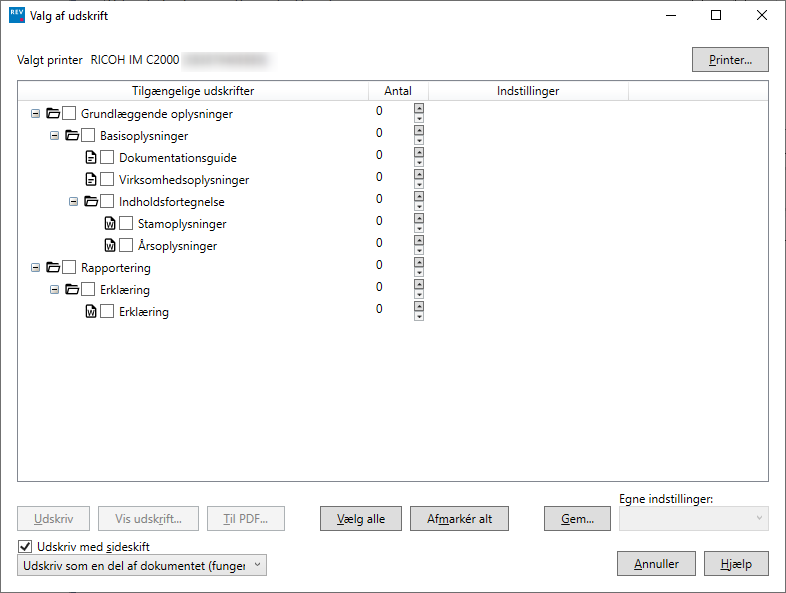 REV
Valg af udskrift
Valgt printer RICOH IM C2000
Printer...
Tilgængelige udskrifter Antal Indstillinger
Grundlæggende oplysninger 0
Basisoplysninger 0
Dokumentationsguide 0
Virksomhedsoplysninger 0
Indholdsfortegnelse 0
W Stamoplysninger 0
W Årsoplysninger 0
Rapportering 0
Erklæring 0
W Erklæring 0
Egne indstillinger:
Udskriv Vis udskrift... Til PDF... Vælg alle Afmarkér alt Gem...
Udskriv med sideskift
Udskriv som en del af dokumentet (funger
Annuller Hjælp